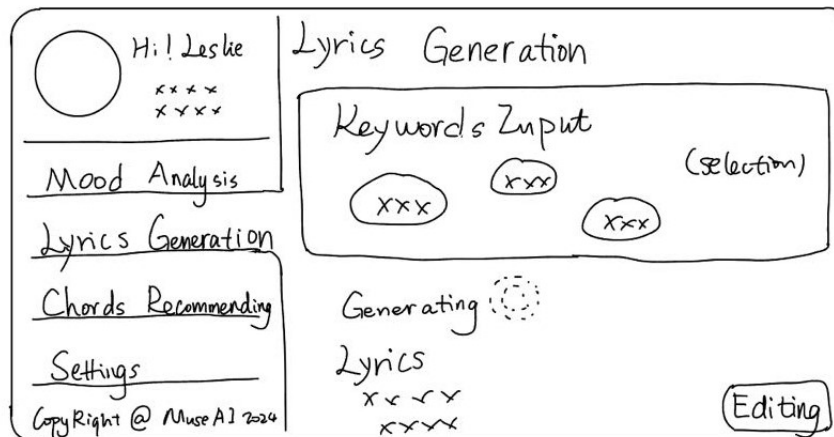 Hi! Leslie
xxxx
xxxx
Mood Analysis
Lyrics Generation
Chords Recommending
Settings
CopyRight @ MuseAI 2024
Lyrics Generation
Keywords Input
(selection)
xxx
xxx
xxx
Generating
Lyrics
xxxx
xxxx
Editing